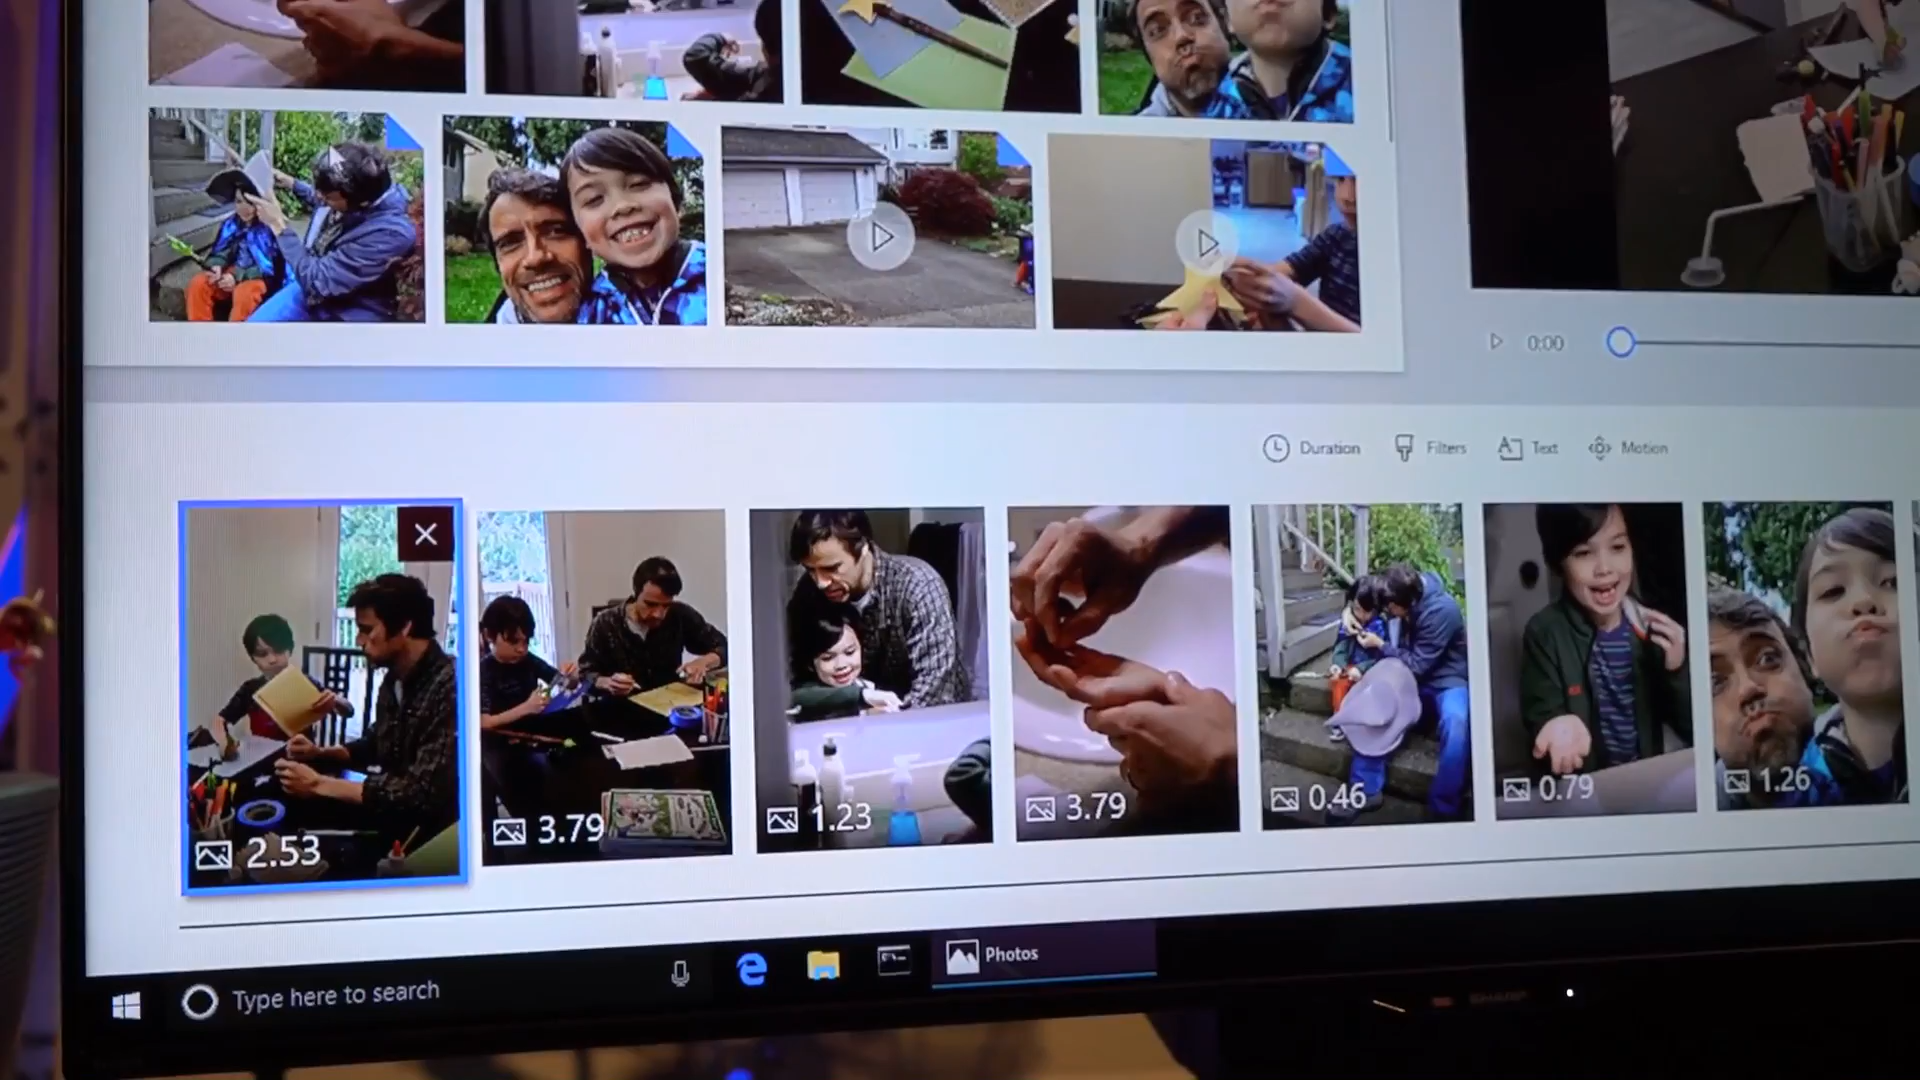 0:00
Duration Filters Text Motion
2.53 3.79 1.23 3.79 0.46 0.79 1.26
Photos
Type here to search